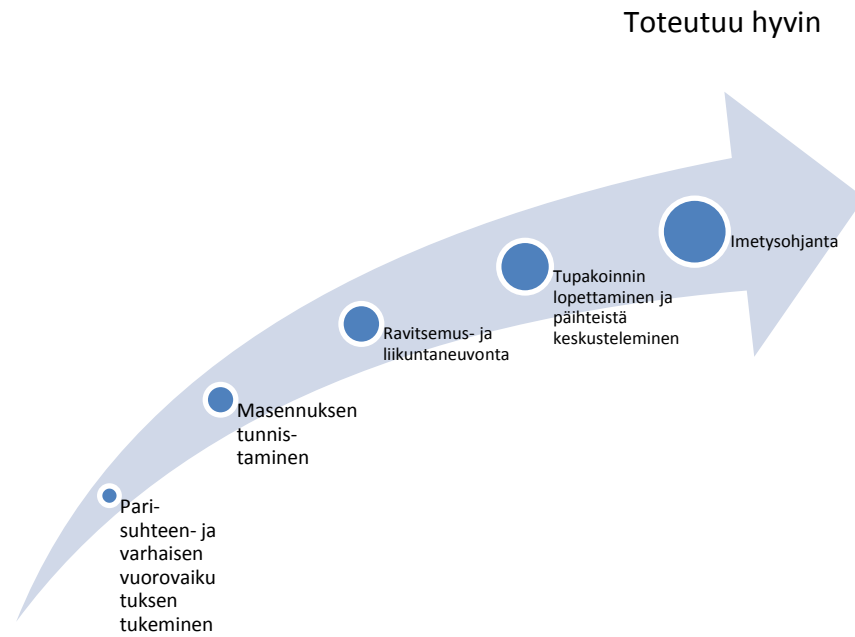 Toteutuu hyvin
Imetysohjanta
Tupakoinnin
lopettaminen ja
päihteistä
keskusteleminen
Ravitsemus- ja
liikuntaneuvonta
Masennuksen
tunnis-
taminen
Pari-
suhteen- ja
varhaisen
vuorovaiku
tuksen
tukeminen